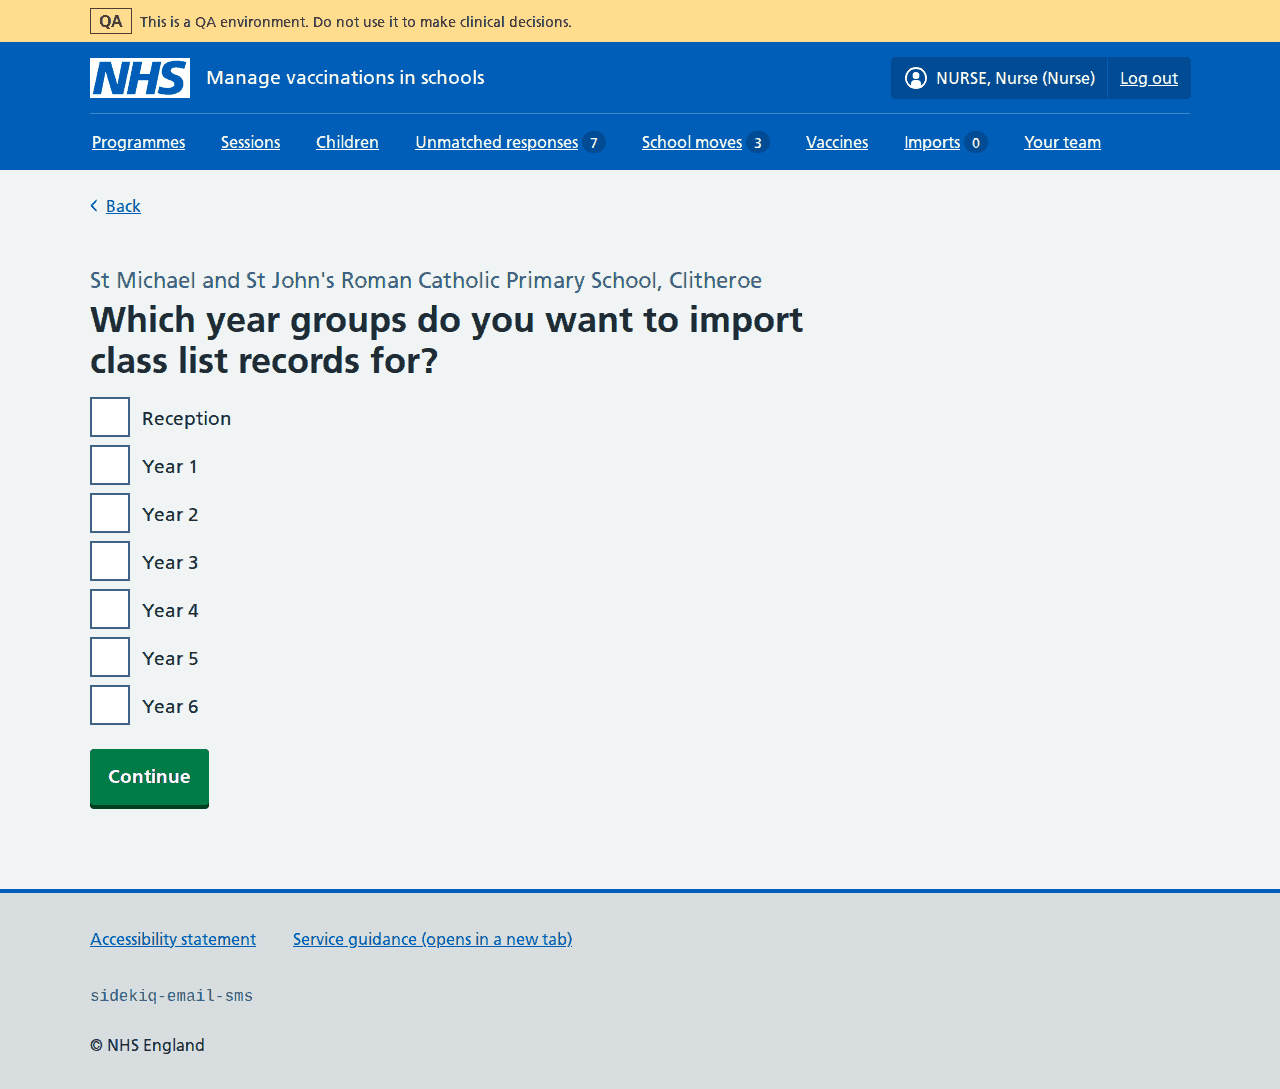 QA This is a QA environment. Do not use it to make clinical decisions.
NHS Manage vaccinations in schools NURSE, Nurse (Nurse) Log out
Programmes Sessions Children Unmatched responses 7 School moves 3 Vaccines Imports 0 Your team
Back
St Michael and St John's Roman Catholic Primary School, Clitheroe
Which year groups do you want to import
class list records for?
Reception
Year 1
Year 2
Year 3
Year 4
Year 5
Year 6
Continue
Accessibility statement Service guidance (opens in a new tab)
sidekiq-email-sms
© NHS England